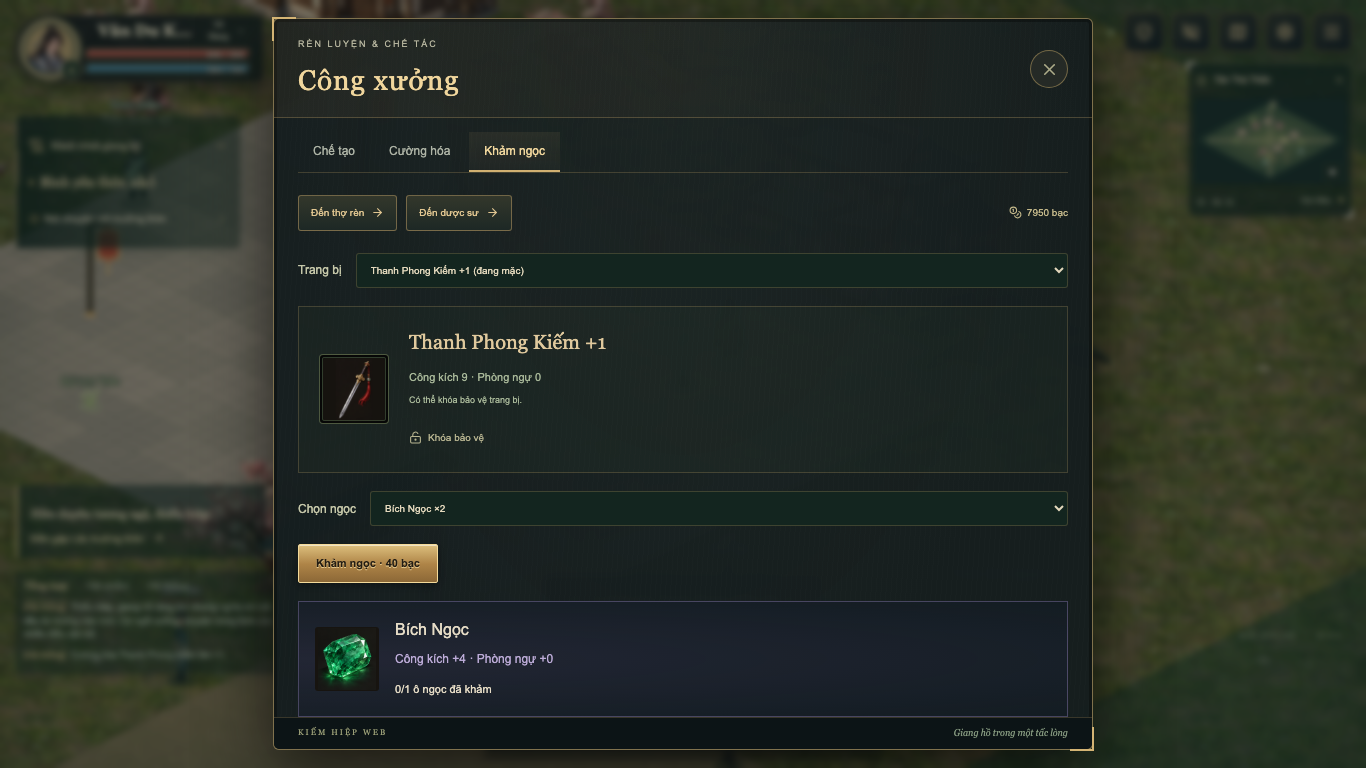 RÈN LUYỆN & CHẾ TÁC
Công xưởng
Chế tạo
Cường hóa
Khảm ngọc
Đến thợ rèn
Đến dược sư
7950 bạc
Trang bị
Thanh Phong Kiếm +1 (đang mặc)
Thanh Phong Kiếm +1
Công kích 9 · Phòng ngự 0
Có thể khóa bảo vệ trang bị.
Khóa bảo vệ
Chọn ngọc
Bích Ngọc ×2
Khảm ngọc · 40 bạc
Bích Ngọc
Công kích +4 · Phòng ngự +0
0/1 ô ngọc đã khảm
KIẾM HIỆP WEB
Giang hồ trong một tấc lòng